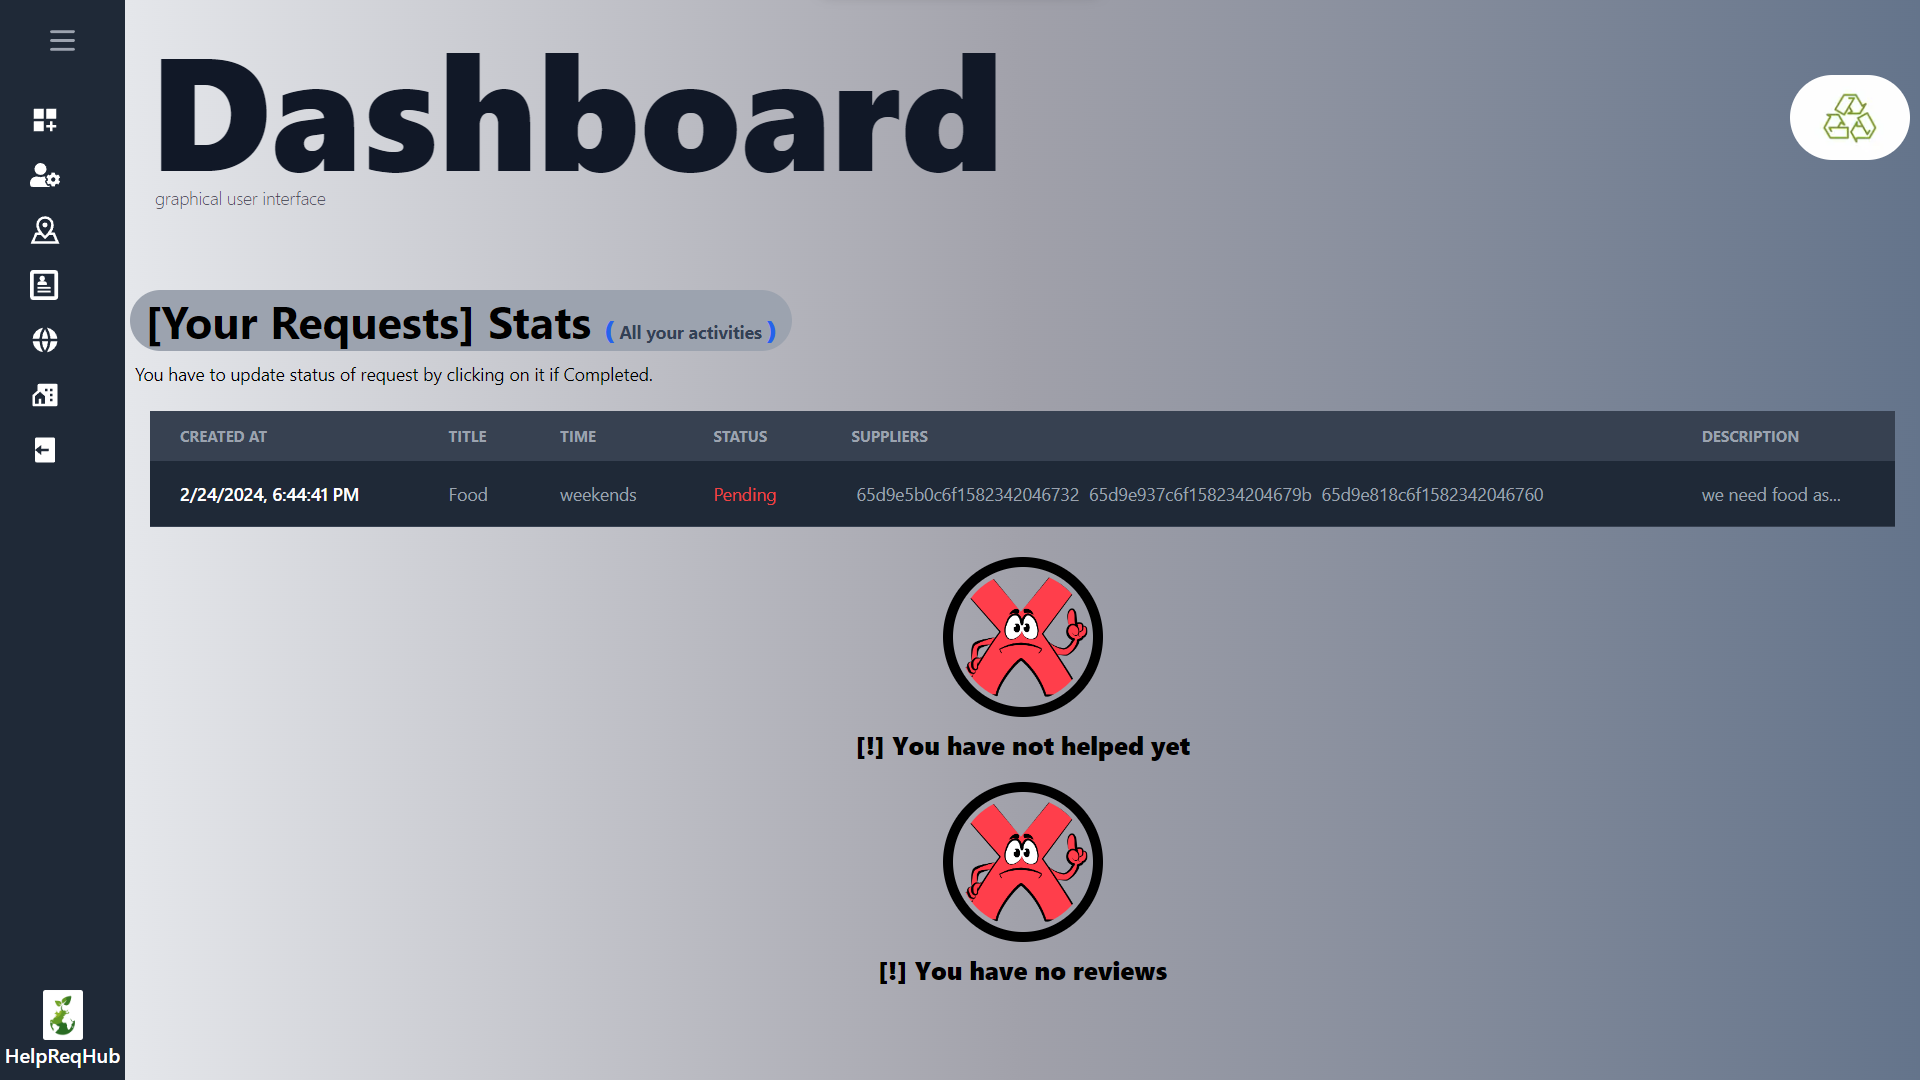 Dashboard
graphical user interface
[Your Requests] Stats ( All your activities )
You have to update status of request by clicking on it if Completed.
CREATED AT TITLE TIME STATUS SUPPLIERS DESCRIPTION
2/24/2024, 6:44:41 PM Food weekends Pending 65d9e5b0c6f1582342046732 65d9e937c6f158234204679b 65d9e818c6f1582342046760 we need food as...
[!] You have not helped yet
[!] You have no reviews
HelpReqHub